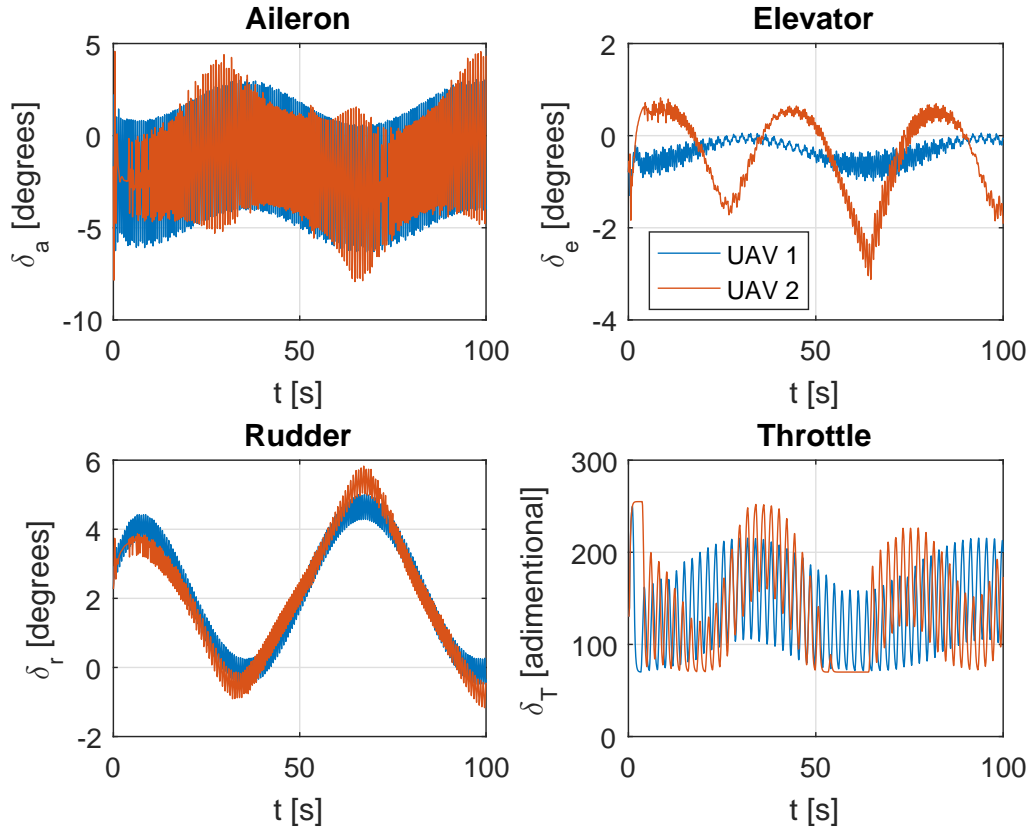 Aileron
5
0
-5
-10
δa [degrees]
0
50
100
t [s]
Elevator
2
0
-2
-4
δe [degrees]
UAV 1
UAV 2
0
50
100
t [s]
Rudder
6
4
2
0
-2
δr [degrees]
0
50
100
t [s]
Throttle
300
200
100
0
δT [adimentional]
0
50
100
t [s]